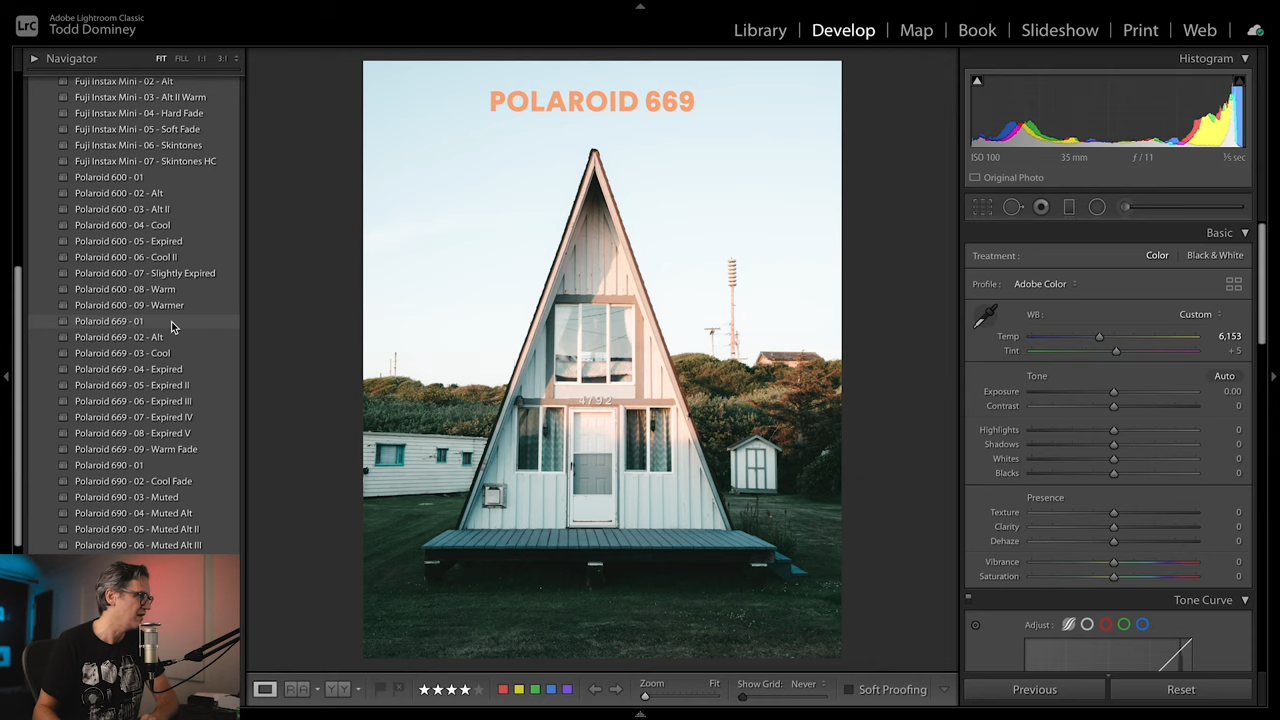 LrC
Adobe Lightroom Classic
Todd Dominey
Library | Develop | Map | Book | Slideshow | Print | Web
Navigator FIT FILL 1:1 3:1
Fuji Instax Mini - 02 - Alt
Fuji Instax Mini - 03 - Alt II Warm
Fuji Instax Mini - 04 - Hard Fade
Fuji Instax Mini - 05 - Soft Fade
Fuji Instax Mini - 06 - Skintones
Fuji Instax Mini - 07 - Skintones HC
Polaroid 600 - 01
Polaroid 600 - 02 - Alt
Polaroid 600 - 03 - Alt II
Polaroid 600 - 04 - Cool
Polaroid 600 - 05 - Expired
Polaroid 600 - 06 - Cool II
Polaroid 600 - 07 - Slightly Expired
Polaroid 600 - 08 - Warm
Polaroid 600 - 09 - Warmer
Polaroid 669 - 01
Polaroid 669 - 02 - Alt
Polaroid 669 - 03 - Cool
Polaroid 669 - 04 - Expired
Polaroid 669 - 05 - Expired II
Polaroid 669 - 06 - Expired III
Polaroid 669 - 07 - Expired IV
Polaroid 669 - 08 - Expired V
Polaroid 669 - 09 - Warm Fade
Polaroid 690 - 01
Polaroid 690 - 02 - Cool Fade
Polaroid 690 - 03 - Muted
Polaroid 690 - 04 - Muted Alt
Polaroid 690 - 05 - Muted Alt II
Polaroid 690 - 06 - Muted Alt III
POLAROID 669
4792
RA YY
Zoom Fit
Show Grid: Never
Soft Proofing
Histogram
ISO 100 35 mm ƒ / 11 ⅕ sec
Original Photo
Basic
Treatment : Color Black & White
Profile : Adobe Color
WB : Custom
Temp 6,153
Tint + 5
Tone Auto
Exposure 0.00
Contrast 0
Highlights 0
Shadows 0
Whites 0
Blacks 0
Presence
Texture 0
Clarity 0
Dehaze 0
Vibrance 0
Saturation 0
Tone Curve
Adjust :
Previous Reset